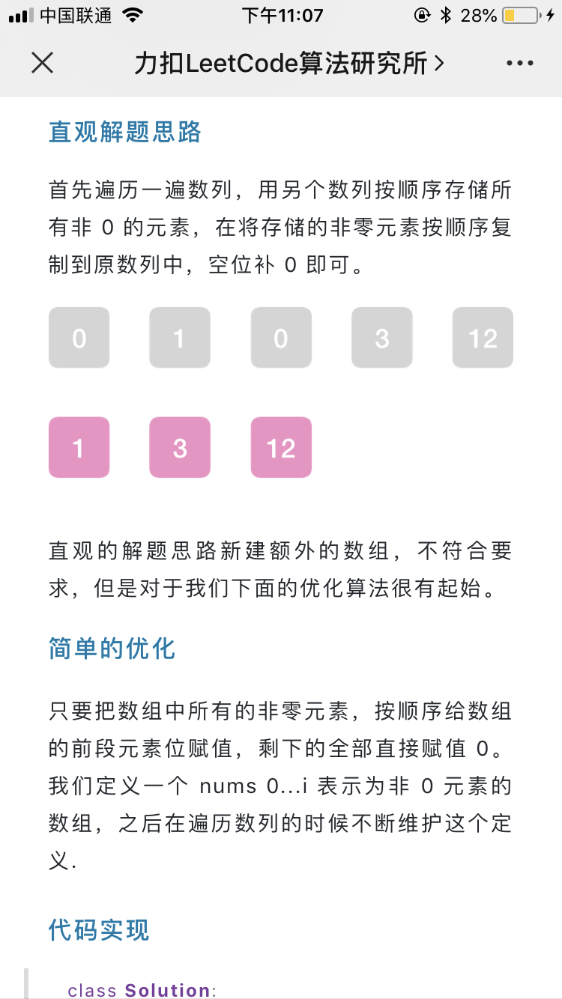 中国联通 下午11:07 28%
力扣LeetCode算法研究所
直观解题思路
首先遍历一遍数列，用另个数列按顺序存储所
有非 0 的元素，在将存储的非零元素按顺序复
制到原数列中，空位补 0 即可。
0 1 0 3 12
1 3 12
直观的解题思路新建额外的数组，不符合要
求，但是对于我们下面的优化算法很有起始。
简单的优化
只要把数组中所有的非零元素，按顺序给数组
的前段元素位赋值，剩下的全部直接赋值 0。
我们定义一个 nums 0...i 表示为非 0 元素的
数组，之后在遍历数列的时候不断维护这个定
义.
代码实现
class Solution: